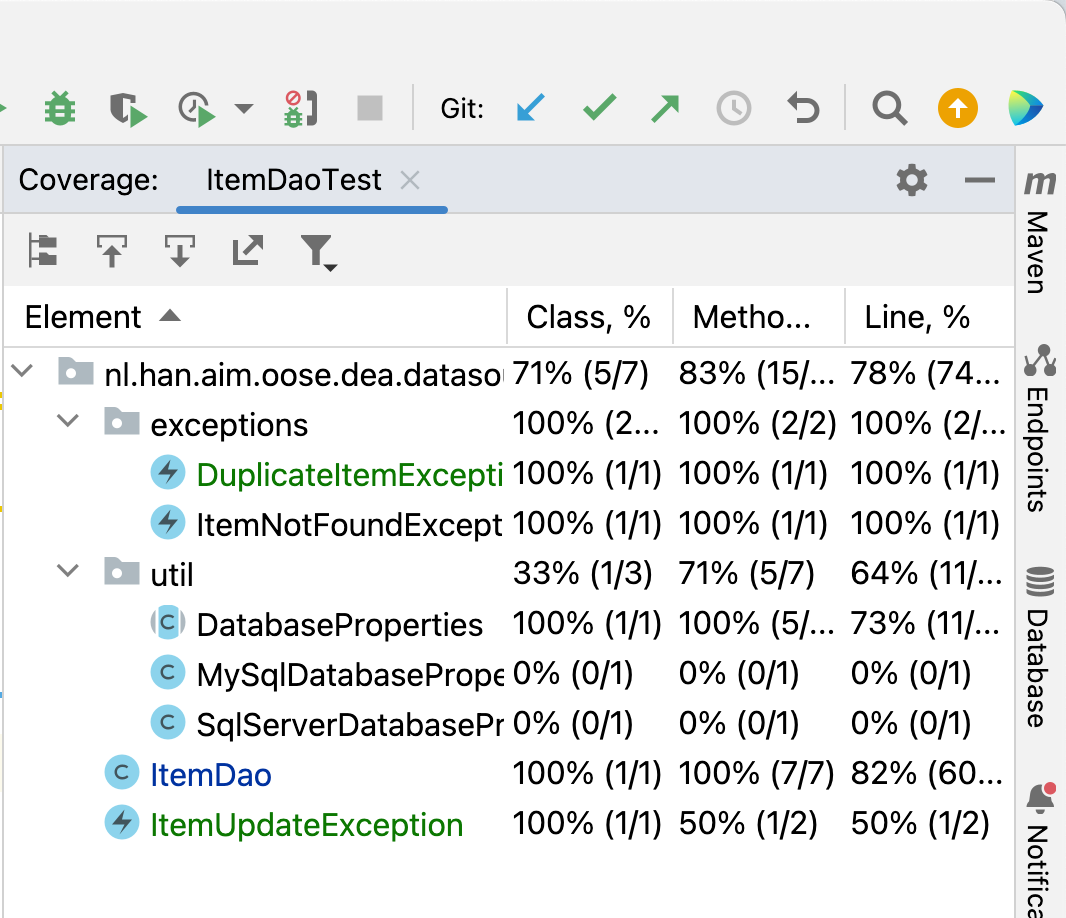 Git:
Coverage: ItemDaoTest
Element Class, % Metho... Line, %
nl.han.aim.oose.dea.datasou 71% (5/7) 83% (15/... 78% (74...
exceptions 100% (2... 100% (2/2) 100% (2/...
DuplicateItemExcepti 100% (1/1) 100% (1/1) 100% (1/1)
ItemNotFoundExcept 100% (1/1) 100% (1/1) 100% (1/1)
util 33% (1/3) 71% (5/7) 64% (11/...
DatabaseProperties 100% (1/1) 100% (5/... 73% (11/...
MySqlDatabasePrope 0% (0/1) 0% (0/1) 0% (0/1)
SqlServerDatabasePr 0% (0/1) 0% (0/1) 0% (0/1)
ItemDao 100% (1/1) 100% (7/7) 82% (60...
ItemUpdateException 100% (1/1) 50% (1/2) 50% (1/2)
Maven
Endpoints
Database
Notifica